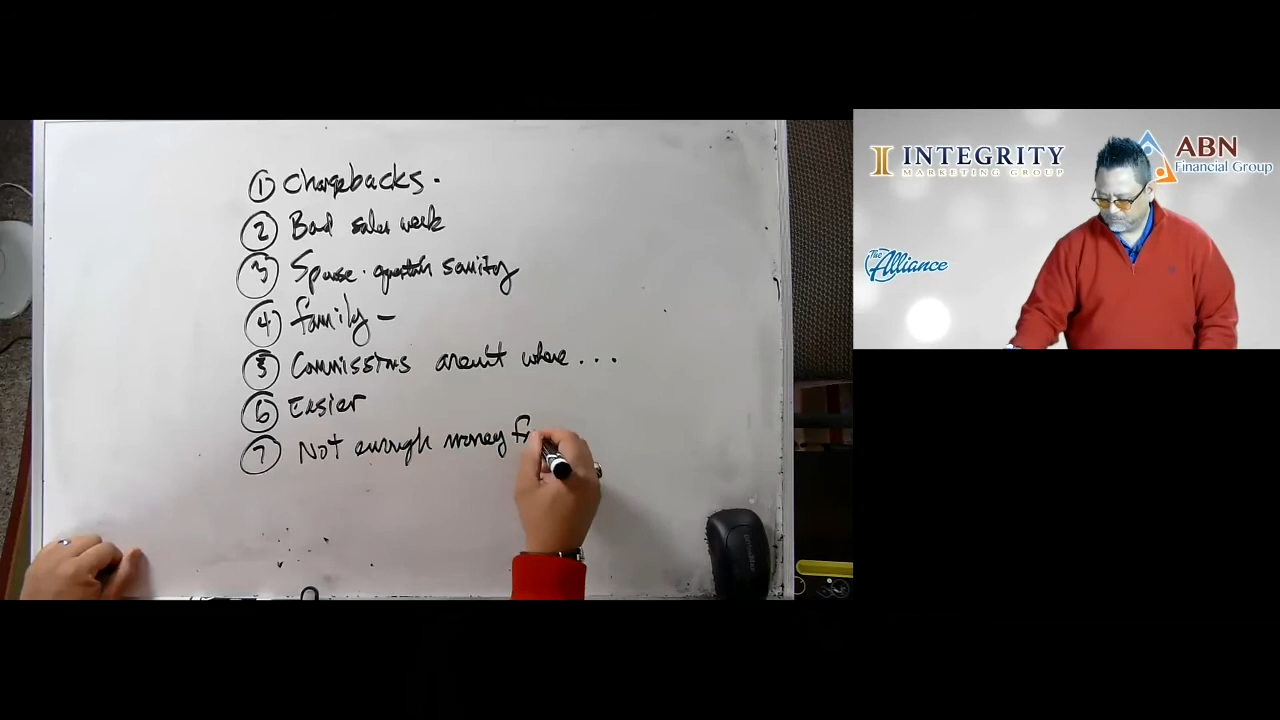 ① Chargebacks.
② Bad sales week
③ Spouse. question sanity
④ family –
⑤ Commissions aren't where...
⑥ Easier
⑦ Not enough money f
INTEGRITY
MARKETING GROUP
ABN
Financial Group
The
Alliance